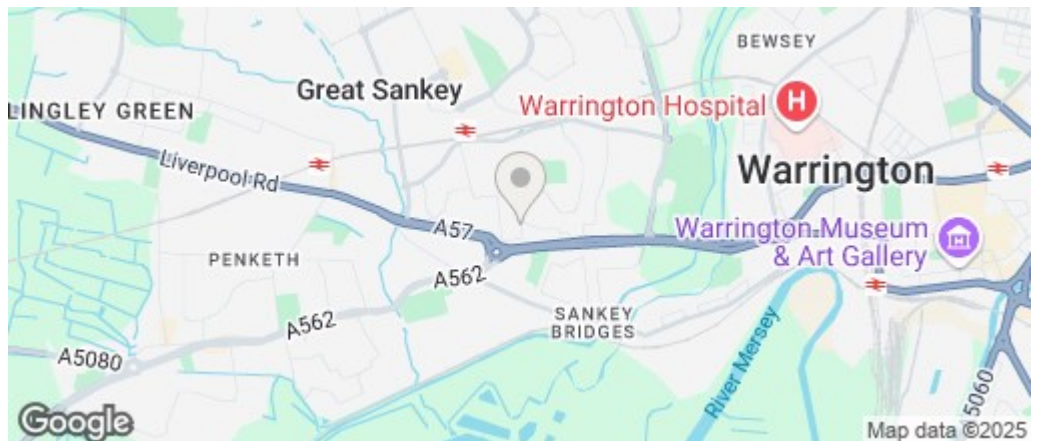 BEWSEY
Great Sankey
LINGLEY GREEN
Warrington Hospital
H
Liverpool Rd
Warrington
A57
Warrington Museum
& Art Gallery
PENKETH
A562
A562
SANKEY
BRIDGES
A5080
River Mersey
5060
Google
Map data ©2025